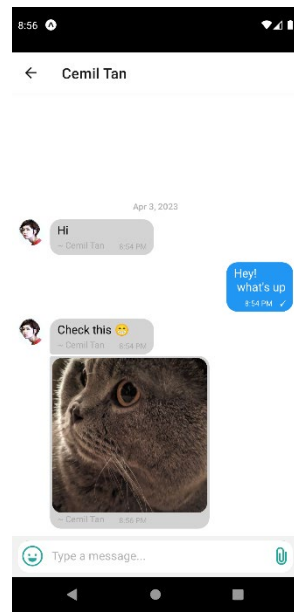 8:56
Cemil Tan
Apr 3, 2023
Hi
~ Cemil Tan 8:54 PM
Hey!
what's up
8:54 PM
Check this 😁
~ Cemil Tan 8:54 PM
~ Cemil Tan 8:56 PM
Type a message...